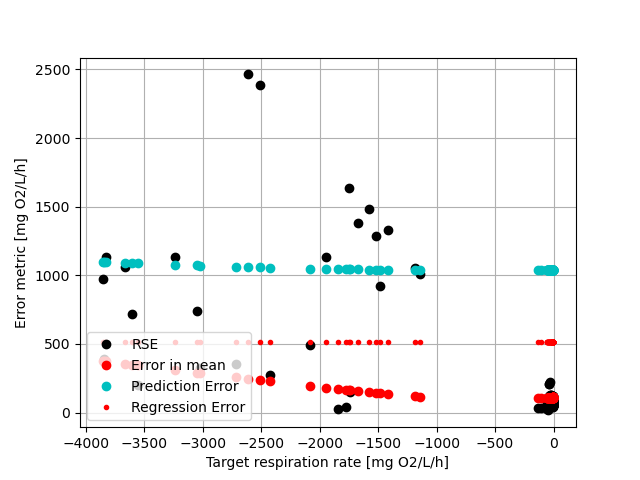 2500
2000
1500
1000
500
0
Error metric [mg O2/L/h]
RSE
Error in mean
Prediction Error
Regression Error
−4000 −3500 −3000 −2500 −2000 −1500 −1000 −500 0
Target respiration rate [mg O2/L/h]